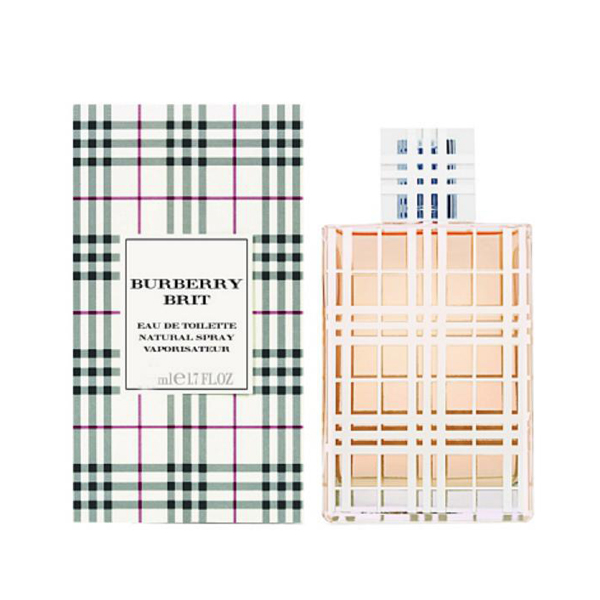 BURBERRY
BRIT
EAU DE TOILETTE
NATURAL SPRAY
VAPORISATEUR
ml e 1.7 FL.OZ